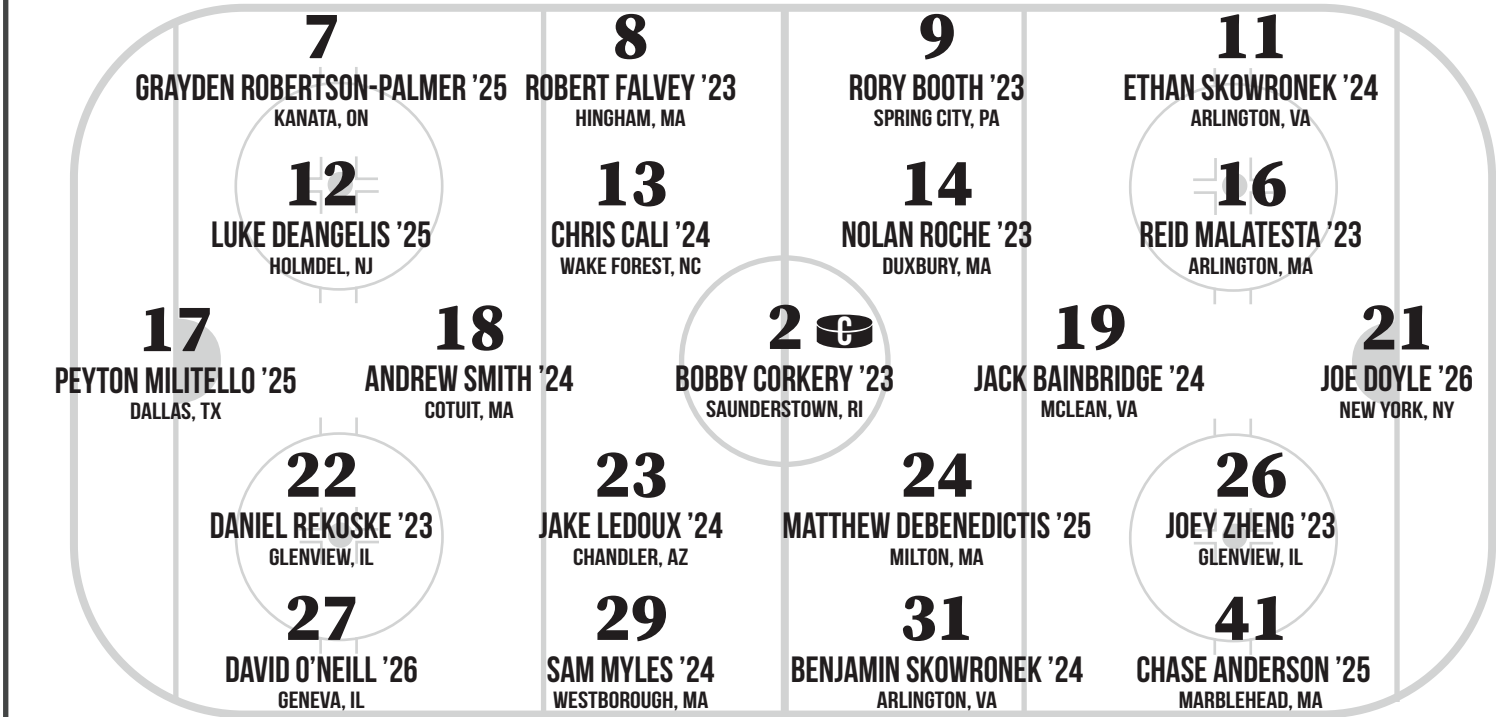 7
GRAYDEN ROBERTSON-PALMER ’25
KANATA, ON
8
ROBERT FALVEY ’23
HINGHAM, MA
9
RORY BOOTH ’23
SPRING CITY, PA
11
ETHAN SKOWRONEK ’24
ARLINGTON, VA
12
LUKE DEANGELIS ’25
HOLMDEL, NJ
13
CHRIS CALI ’24
WAKE FOREST, NC
14
NOLAN ROCHE ’23
DUXBURY, MA
16
REID MALATESTA ’23
ARLINGTON, MA
17
PEYTON MILITELLO ’25
DALLAS, TX
18
ANDREW SMITH ’24
COTUIT, MA
2 C
BOBBY CORKERY ’23
SAUNDERSTOWN, RI
19
JACK BAINBRIDGE ’24
MCLEAN, VA
21
JOE DOYLE ’26
NEW YORK, NY
22
DANIEL REKOSKE ’23
GLENVIEW, IL
23
JAKE LEDOUX ’24
CHANDLER, AZ
24
MATTHEW DEBENEDICTIS ’25
MILTON, MA
26
JOEY ZHENG ’23
GLENVIEW, IL
27
DAVID O’NEILL ’26
GENEVA, IL
29
SAM MYLES ’24
WESTBOROUGH, MA
31
BENJAMIN SKOWRONEK ’24
ARLINGTON, VA
41
CHASE ANDERSON ’25
MARBLEHEAD, MA